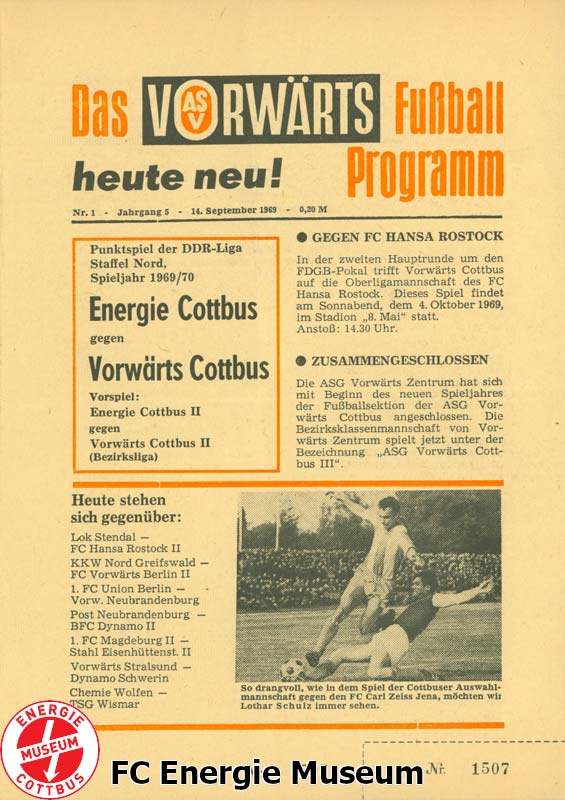 Das VORWÄRTS Fußball
ASV
heute neu! Programm
Nr. 1 - Jahrgang 5 - 14. September 1969 - 0,20 M
Punktspiel der DDR-Liga
Staffel Nord,
Spieljahr 1969/70
Energie Cottbus
gegen
Vorwärts Cottbus
Vorspiel:
Energie Cottbus II
gegen
Vorwärts Cottbus II
(Bezirksliga)
● GEGEN FC HANSA ROSTOCK
In der zweiten Hauptrunde um den
FDGB-Pokal trifft Vorwärts Cottbus
auf die Oberligamannschaft des FC
Hansa Rostock. Dieses Spiel findet
am Sonnabend, dem 4. Oktober 1969,
im Stadion „8. Mai“ statt.
Anstoß: 14.30 Uhr.
● ZUSAMMENGESCHLOSSEN
Die ASG Vorwärts Zentrum hat sich
mit Beginn des neuen Spieljahres
der Fußballsektion der ASG Vor-
wärts Cottbus angeschlossen. Die
Bezirksklassenmannschaft von Vor-
wärts Zentrum spielt jetzt unter der
Bezeichnung „ASG Vorwärts Cott-
bus III“.
Heute stehen
sich gegenüber:
Lok Stendal —
FC Hansa Rostock II
KKW Nord Greifswald —
FC Vorwärts Berlin II
1. FC Union Berlin —
Vorw. Neubrandenburg
Post Neubrandenburg —
BFC Dynamo II
1. FC Magdeburg II —
Stahl Eisenhüttenst. II
Vorwärts Stralsund —
Dynamo Schwerin
Chemie Wolfen —
TSG Wismar
So drangvoll, wie in dem Spiel der Cottbuser Auswahl-
mannschaft gegen den FC Carl Zeiss Jena, möchten wir
Lothar Schulz immer sehen.
ENERGIE
MUSEUM
COTTBUS
FC Energie Museum
Nr. 1507